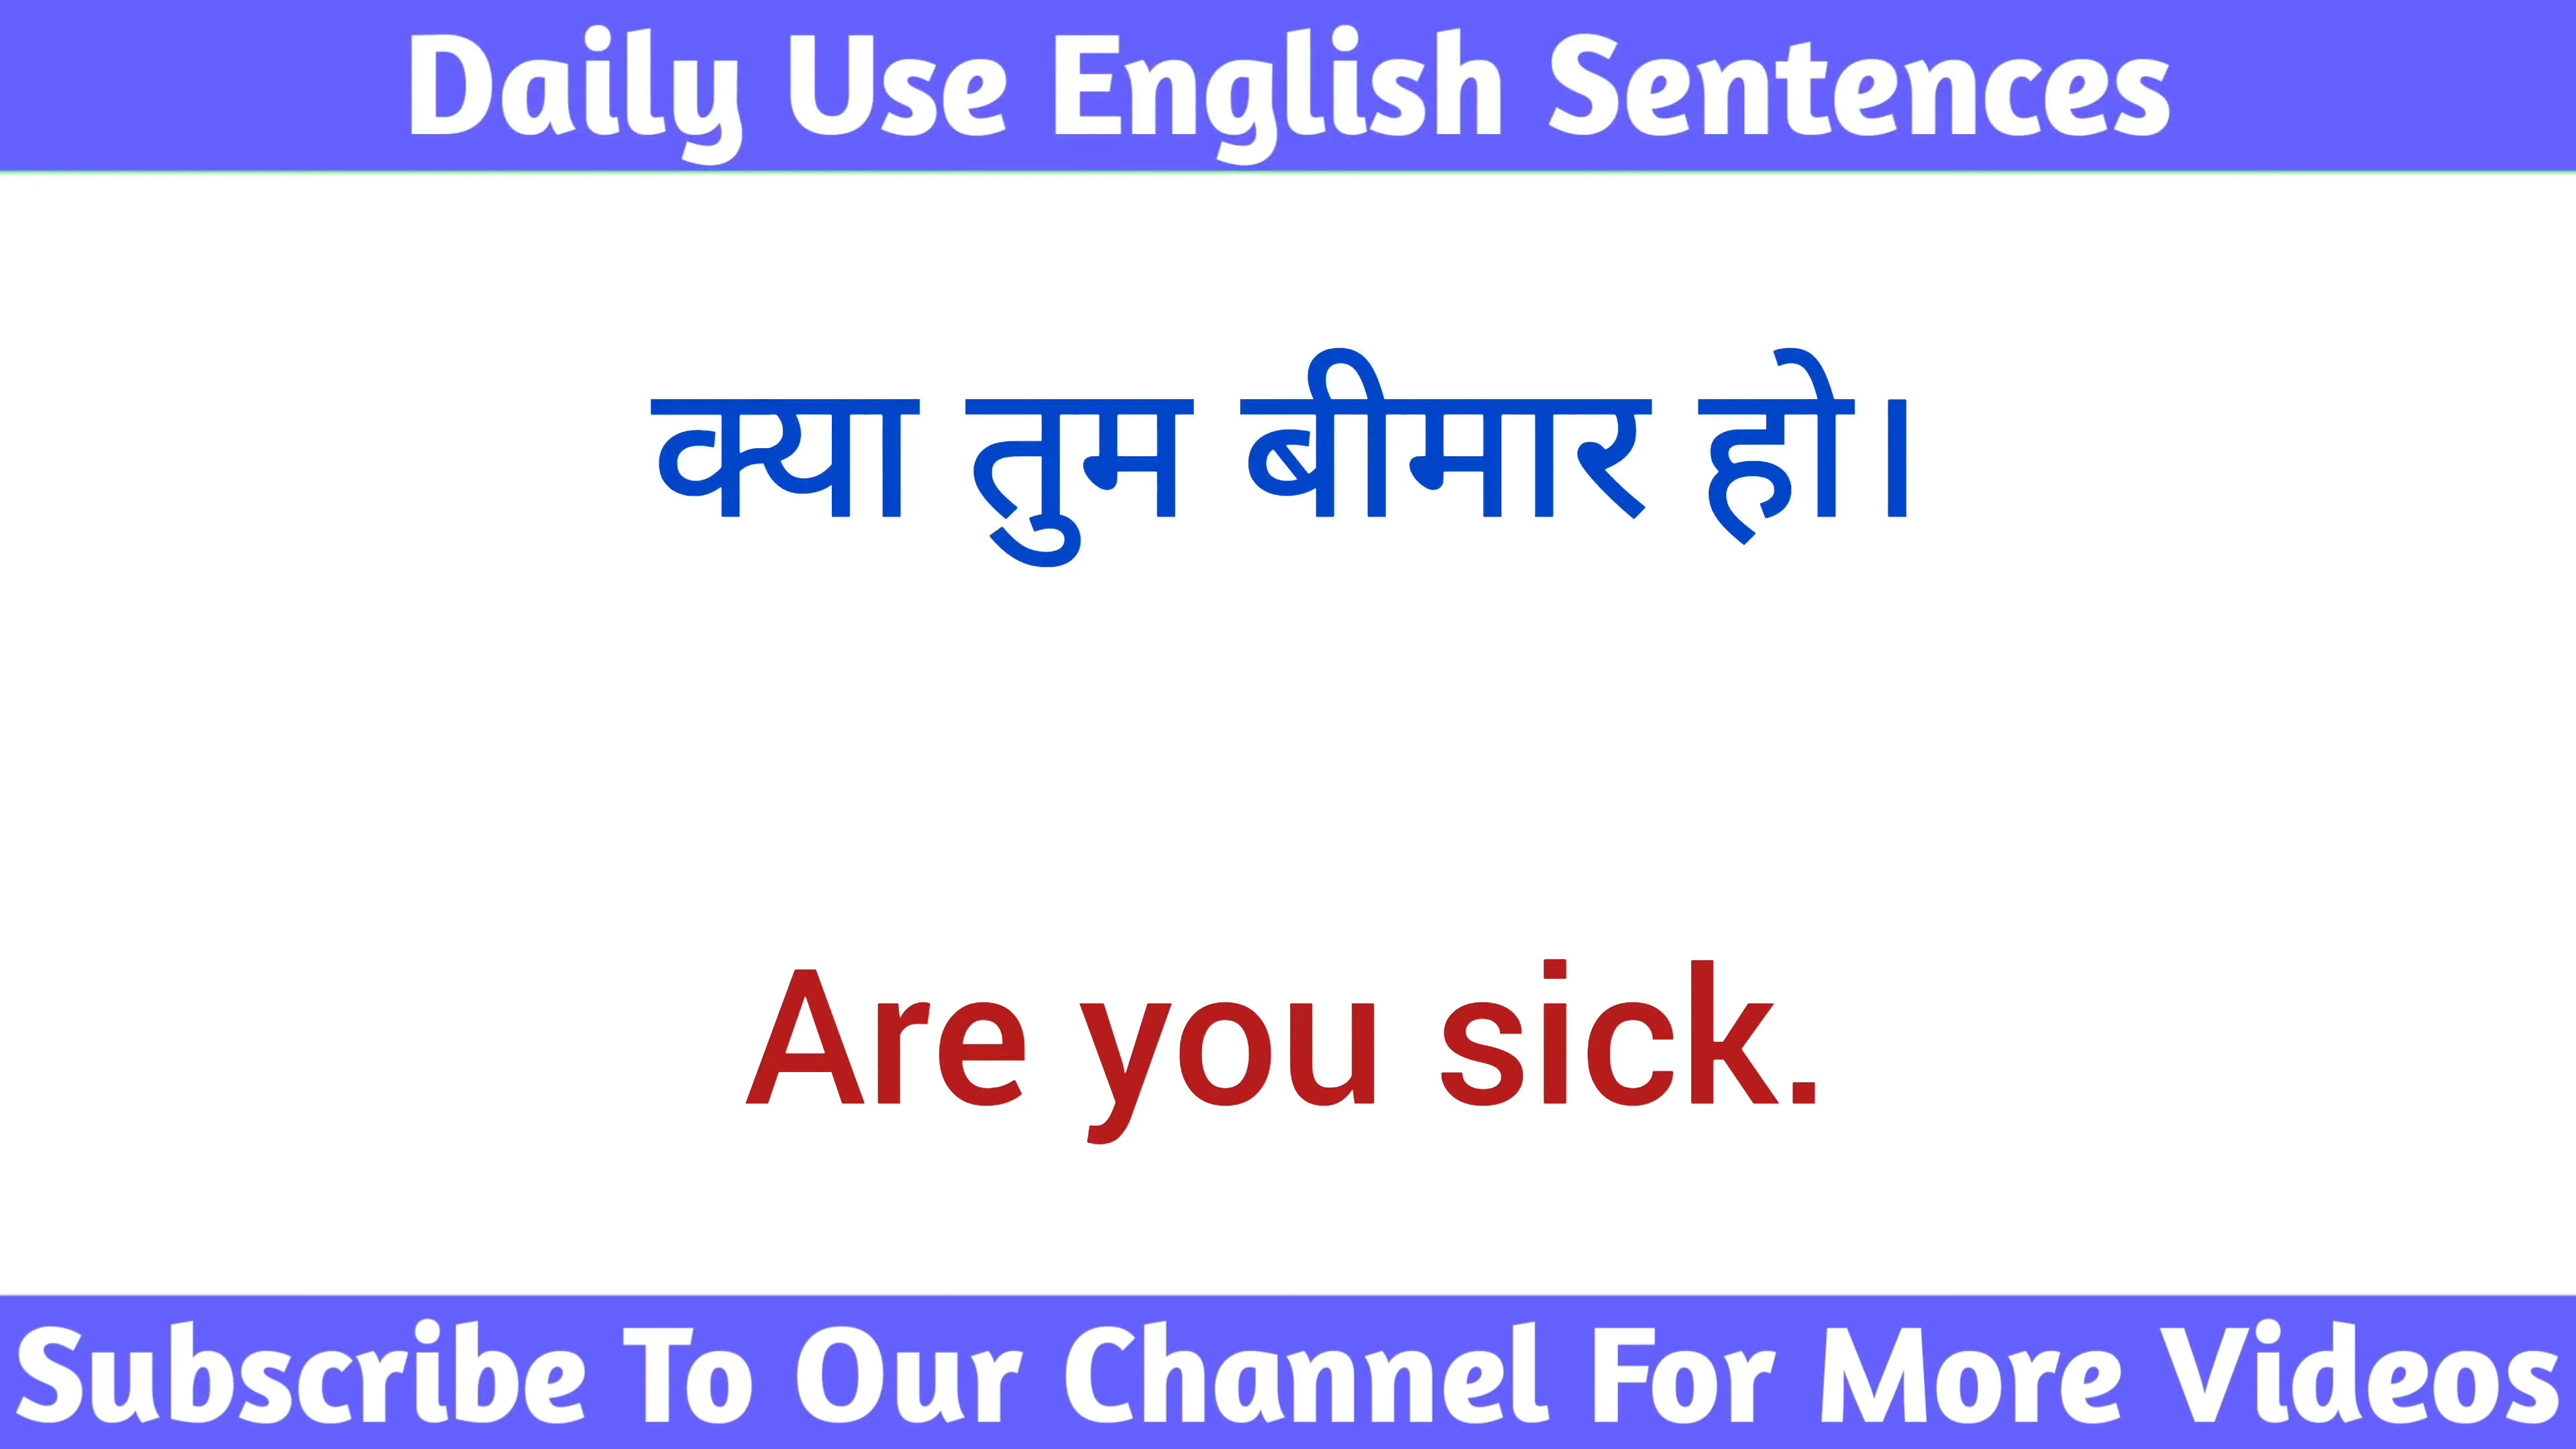 Daily Use English Sentences
क्या तुम बीमार हो।
Are you sick.
Subscribe To Our Channel For More Videos